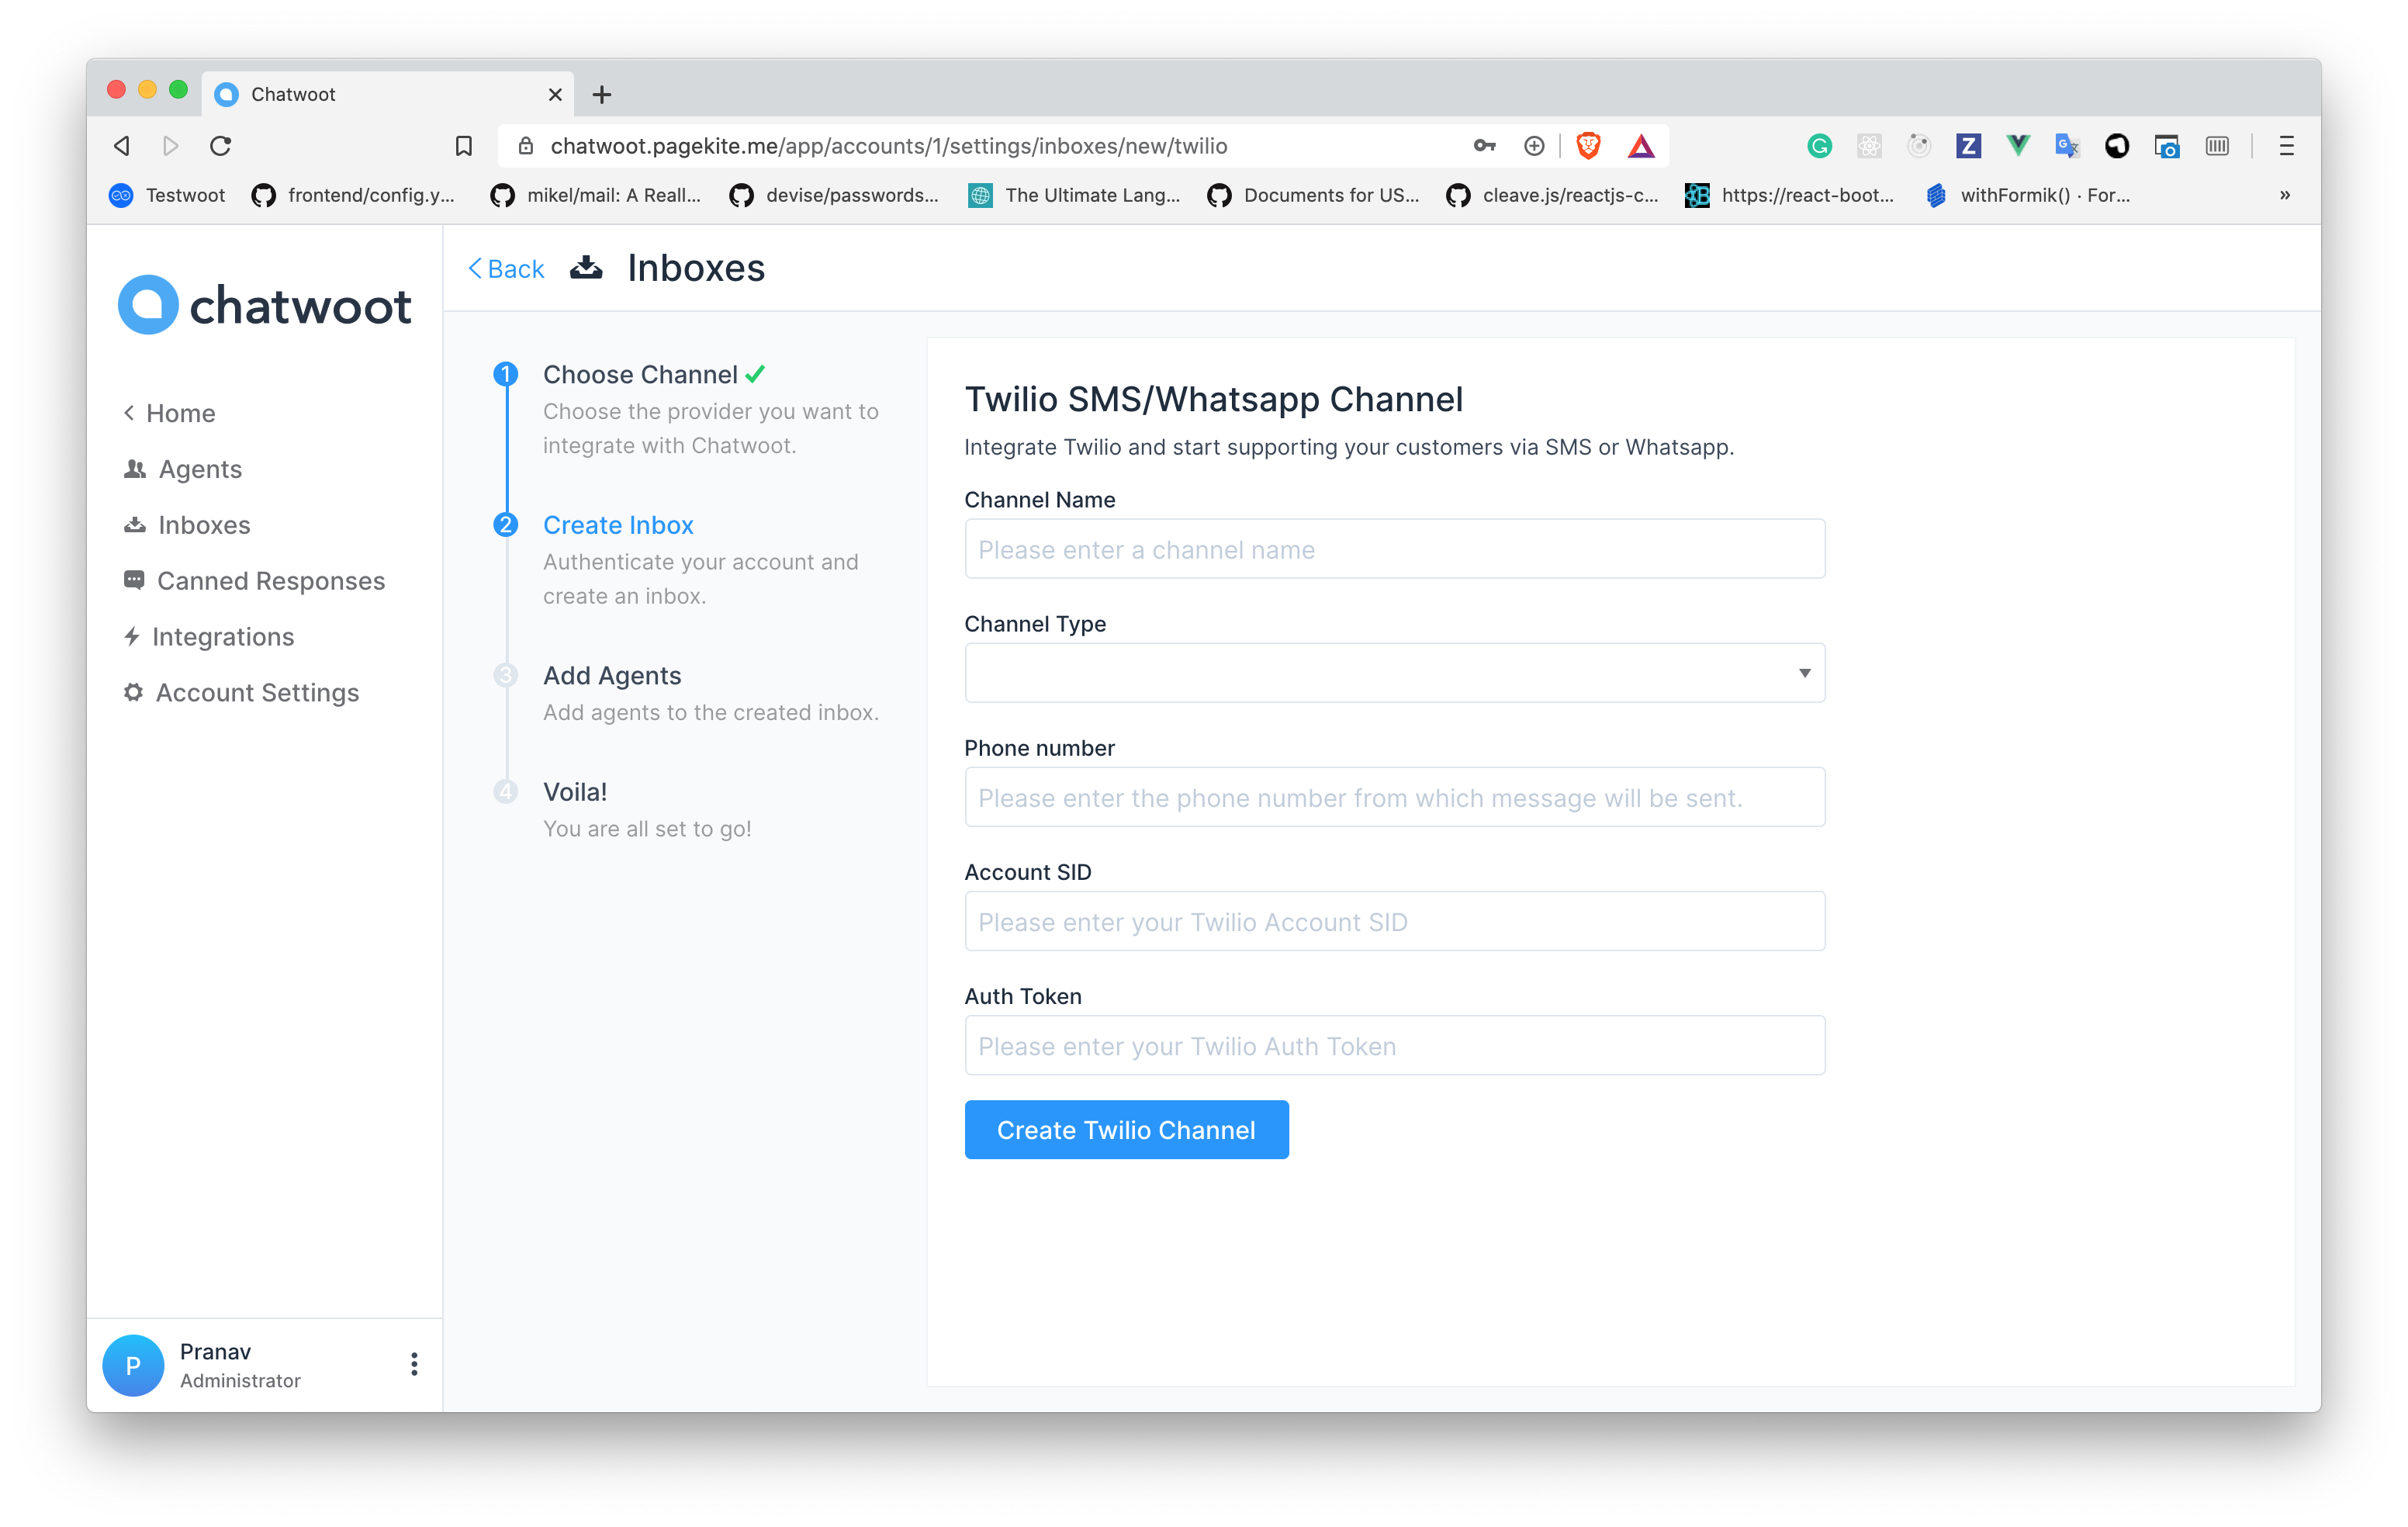 Chatwoot
chatwoot.pagekite.me/app/accounts/1/settings/inboxes/new/twilio
Testwoot
frontend/config.y...
mikel/mail: A Reall...
devise/passwords...
The Ultimate Lang...
Documents for US...
cleave.js/reactjs-c...
https://react-boot...
withFormik() · For...
»
chatwoot
Home
Agents
Inboxes
Canned Responses
Integrations
Account Settings
P
Pranav
Administrator
Back
Inboxes
1 Choose Channel
Choose the provider you want to
integrate with Chatwoot.
2 Create Inbox
Authenticate your account and
create an inbox.
3 Add Agents
Add agents to the created inbox.
4 Voila!
You are all set to go!
Twilio SMS/Whatsapp Channel
Integrate Twilio and start supporting your customers via SMS or Whatsapp.
Channel Name
Please enter a channel name
Channel Type
Phone number
Please enter the phone number from which message will be sent.
Account SID
Please enter your Twilio Account SID
Auth Token
Please enter your Twilio Auth Token
Create Twilio Channel